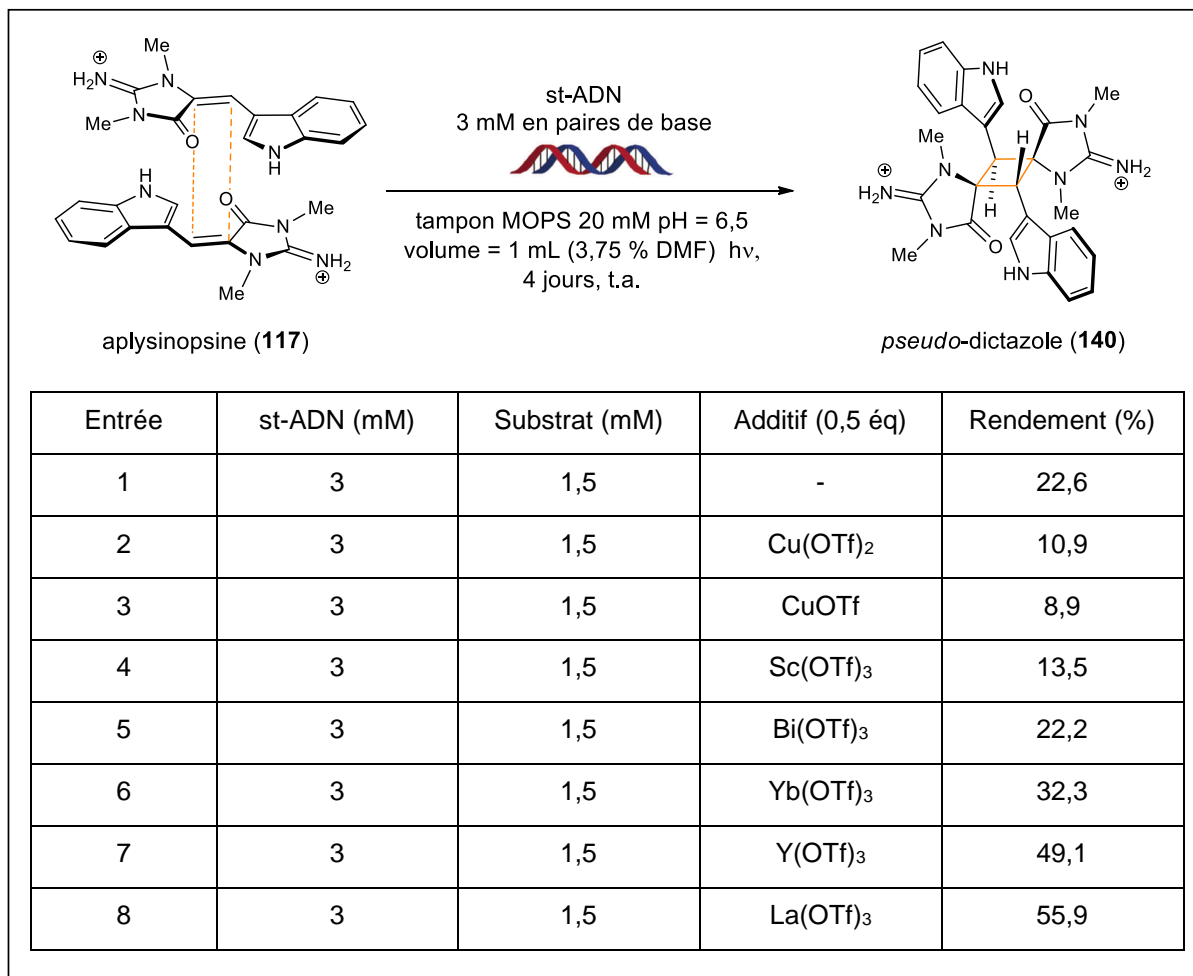 Me
⊕
H₂N
N
N
Me
O
N
H
H
N
O
Me
N
NH₂
⊕
N
Me
aplysinopsine (117)
st-ADN
3 mM en paires de base
tampon MOPS 20 mM pH = 6,5
volume = 1 mL (3,75 % DMF) hν,
4 jours, t.a.
NH
O
Me
N
Me
H
N
NH₂
⊕
N
⊕
H₂N
N
H
Me
N
O
Me
HN
pseudo-dictazole (140)
Entrée st-ADN (mM) Substrat (mM) Additif (0,5 éq) Rendement (%)
1 3 1,5 - 22,6
2 3 1,5 Cu(OTf)₂ 10,9
3 3 1,5 CuOTf 8,9
4 3 1,5 Sc(OTf)₃ 13,5
5 3 1,5 Bi(OTf)₃ 22,2
6 3 1,5 Yb(OTf)₃ 32,3
7 3 1,5 Y(OTf)₃ 49,1
8 3 1,5 La(OTf)₃ 55,9